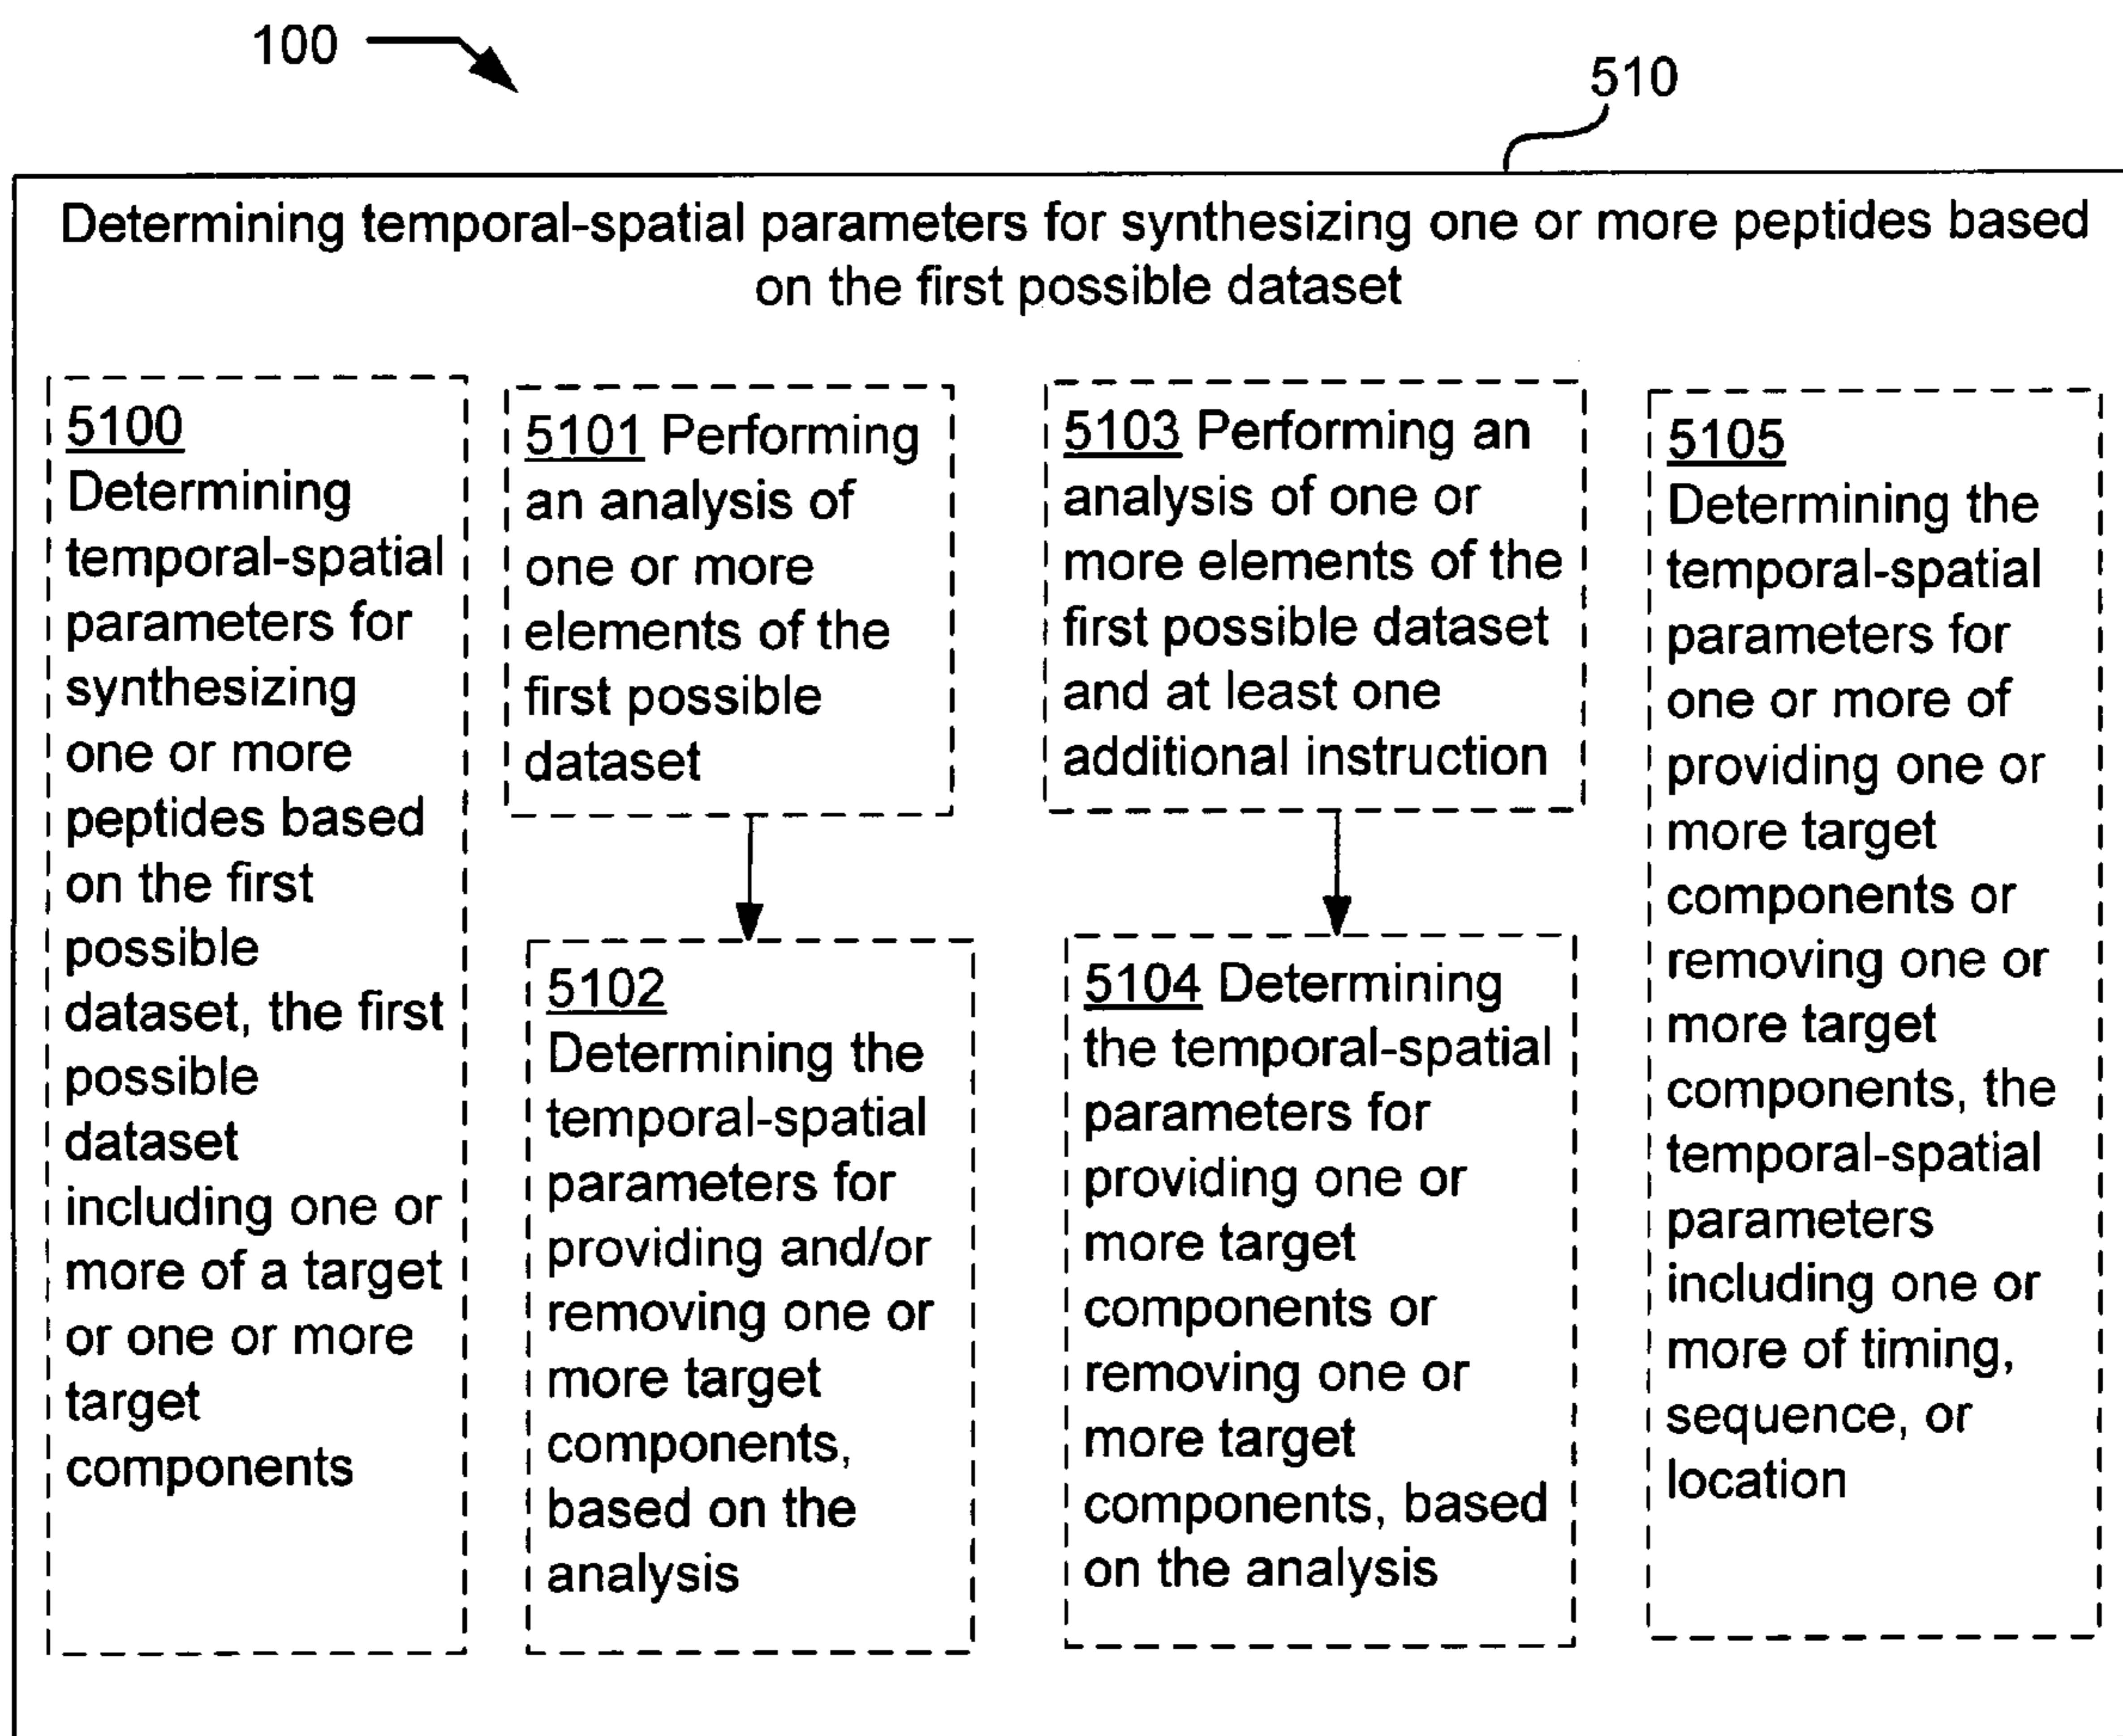 100
510
Determining temporal-spatial parameters for synthesizing one or more peptides based
on the first possible dataset
5100
Determining
temporal-spatial
parameters for
synthesizing
one or more
peptides based
on the first
possible
dataset, the first
possible
dataset
including one or
more of a target
or one or more
target
components
5101 Performing
an analysis of
one or more
elements of the
first possible
dataset
5102
Determining the
temporal-spatial
parameters for
providing and/or
removing one or
more target
components,
based on the
analysis
5103 Performing an
analysis of one or
more elements of the
first possible dataset
and at least one
additional instruction
5104 Determining
the temporal-spatial
parameters for
providing one or
more target
components or
removing one or
more target
components, based
on the analysis
5105
Determining the
temporal-spatial
parameters for
one or more of
providing one or
more target
components or
removing one or
more target
components, the
temporal-spatial
parameters
including one or
more of timing,
sequence, or
location